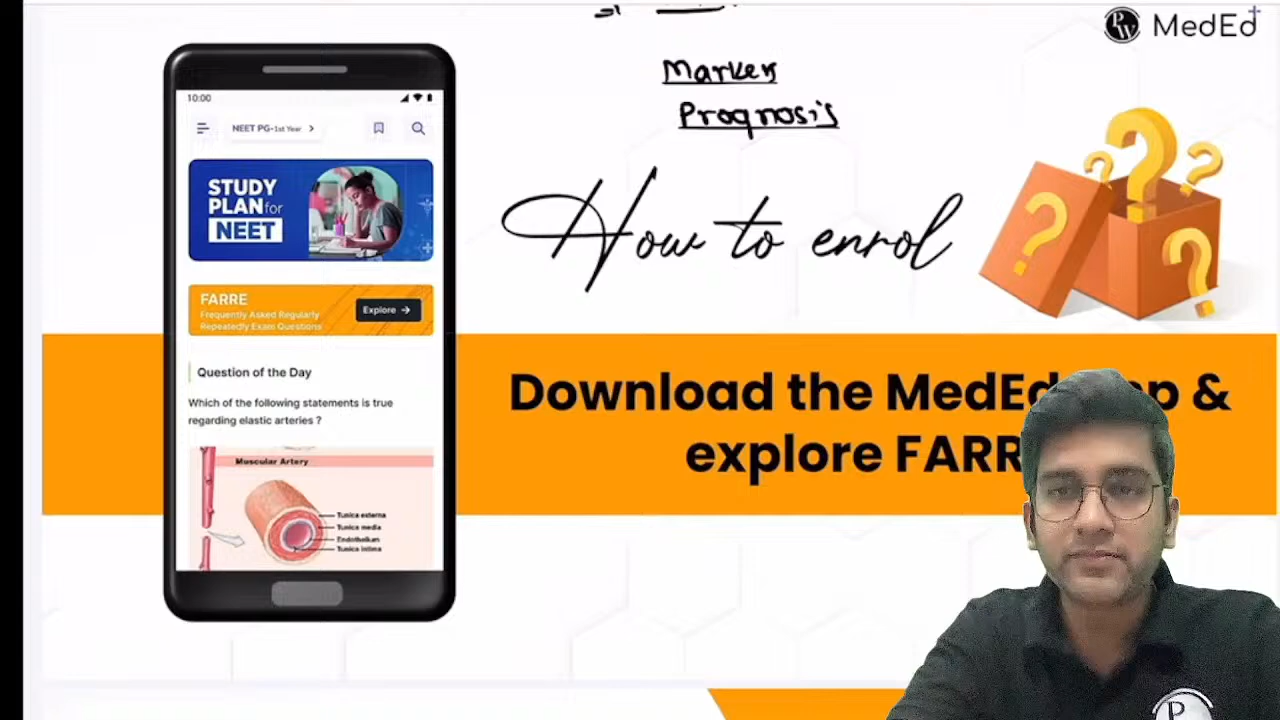 PW MedEd
Markers
Prognosis
How to enrol
10:00
NEET PG-1st Year
STUDY
PLAN for
NEET
FARRE
Frequently Asked Regularly
Repeatedly Exam Questions
Explore
Question of the Day
Which of the following statements is true
regarding elastic arteries ?
Muscular Artery
Tunica externa
Tunica media
Endothelium
Tunica intima
Download the MedEd &
explore FARR
P